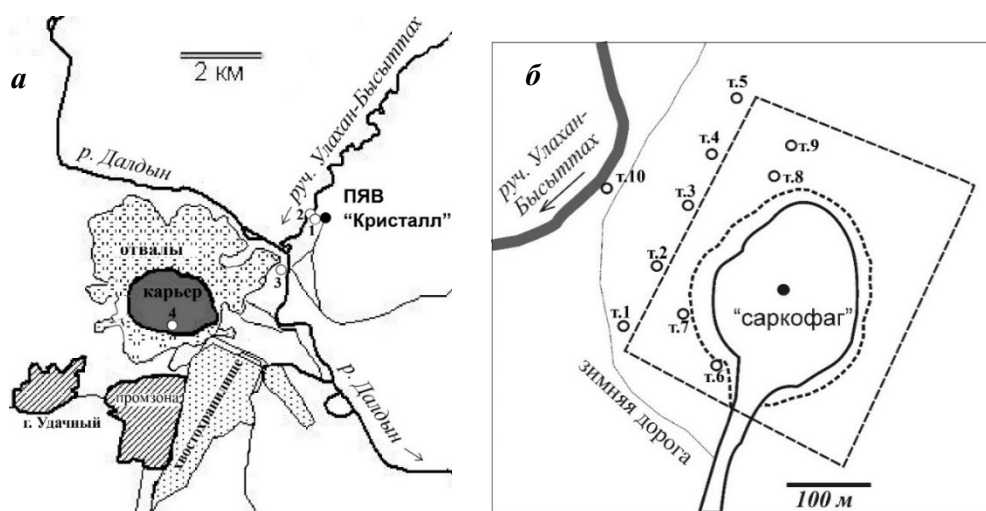 а
2 км
р. Далдын
руч. Улахан-Бысыттах
ПЯВ
"Кристалл"
2
1
3
отвалы
карьер
4
г. Удачный
промзона
хвостохранилище
р. Далдын
б
руч. Улахан-
Бысыттах
т.5
т.4
т.9
т.8
т.10
т.3
т.2
т.1
т.7
т.6
"саркофаг"
зимняя дорога
100 м